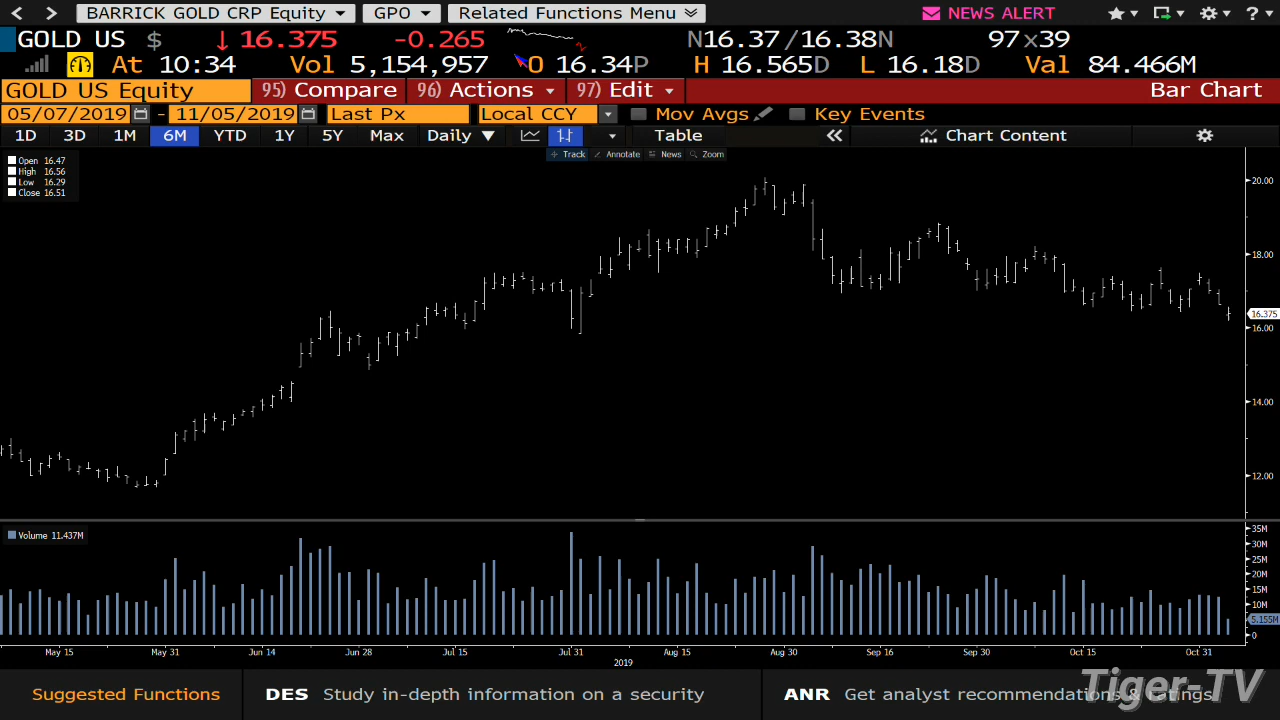 BARRICK GOLD CRP Equity GPO Related Functions Menu NEWS ALERT ?
GOLD US $ ↓16.375 -0.265 N16.37/16.38N 97x39
At 10:34 Vol 5,154,957 O 16.34P H 16.565D L 16.18D Val 84.466M
GOLD US Equity 95) Compare 96) Actions 97) Edit Bar Chart
05/07/2019 - 11/05/2019 Last Px Local CCY Mov Avgs Key Events
1D 3D 1M 6M YTD 1Y 5Y Max Daily ▼ Table « Chart Content
Track Annotate News Zoom
Open 16.47
High 16.56
Low 16.29
Close 16.51
20.00
18.00
16.375
16.00
14.00
12.00
Volume 11.437M
35M
30M
25M
20M
15M
10M
5.155M
0
May 15 May 31 Jun 14 Jun 28 Jul 15 Jul 31 Aug 15 Aug 30 Sep 16 Sep 30 Oct 15 Oct 31
2019
Suggested Functions DES Study in-depth information on a security ANR Get analyst recommendations & ratings
Tiger-TV